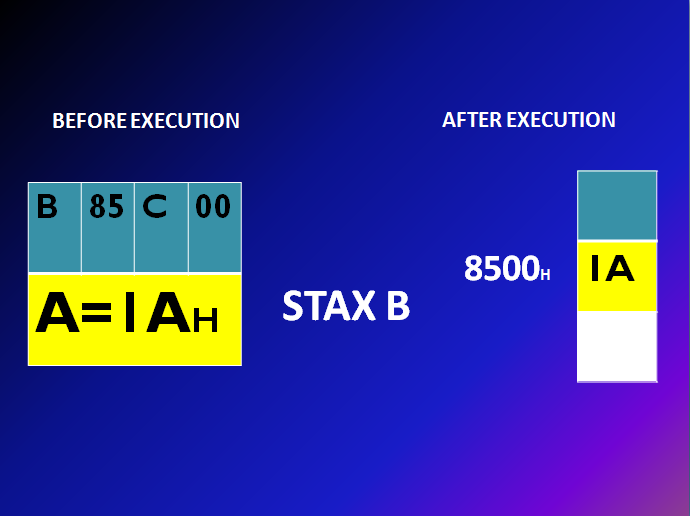 BEFORE EXECUTION
AFTER EXECUTION
B 85 C 00
A=1AH
STAX B
8500H
1A